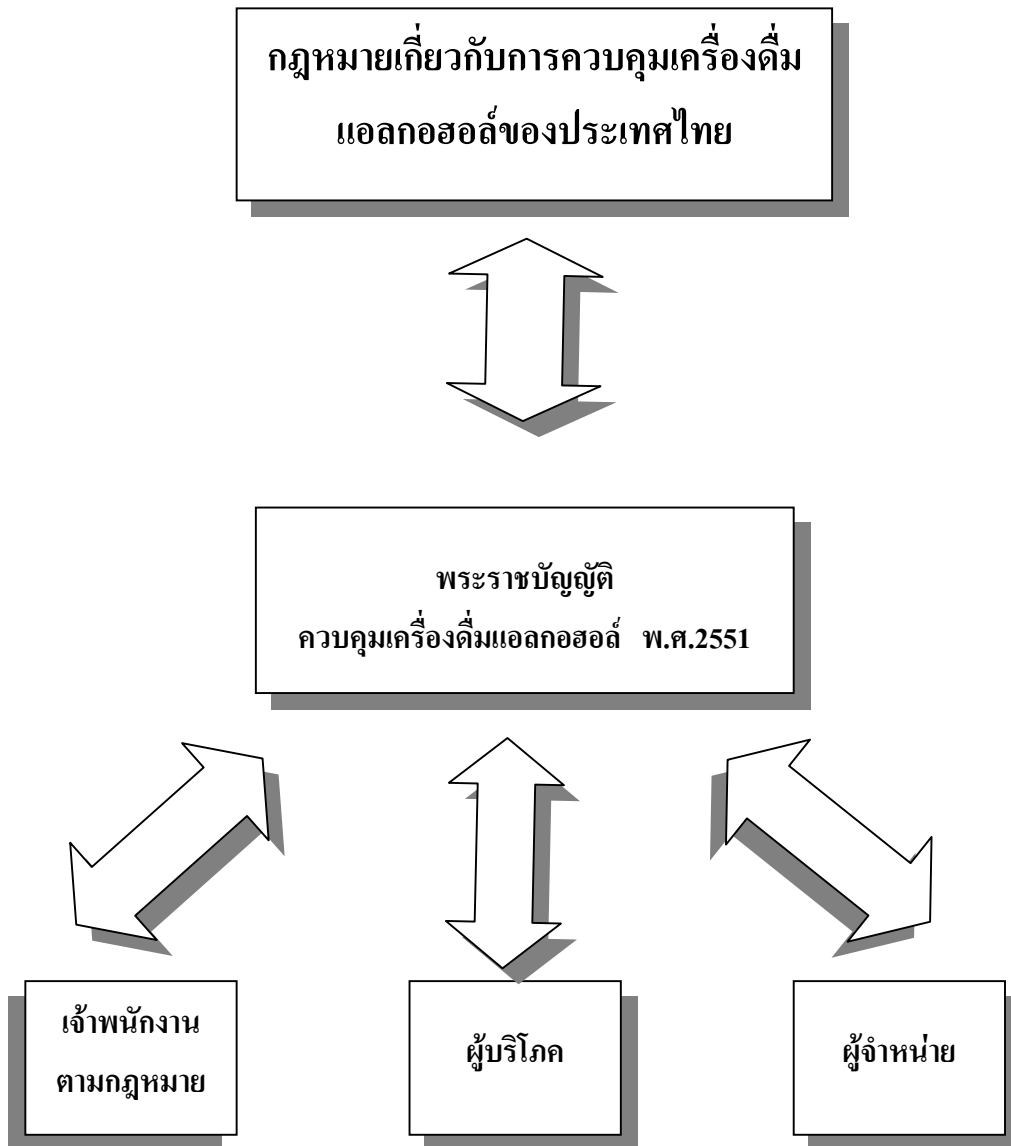 กฎหมายเกี่ยวกับการควบคุมเครื่องดื่ม
แอลกอฮอล์ของประเทศไทย
พระราชบัญญัติ
ควบคุมเครื่องดื่มแอลกอฮอล์ พ.ศ.2551
เจ้าพนักงาน
ตามกฎหมาย
ผู้บริโภค
ผู้จำหน่าย